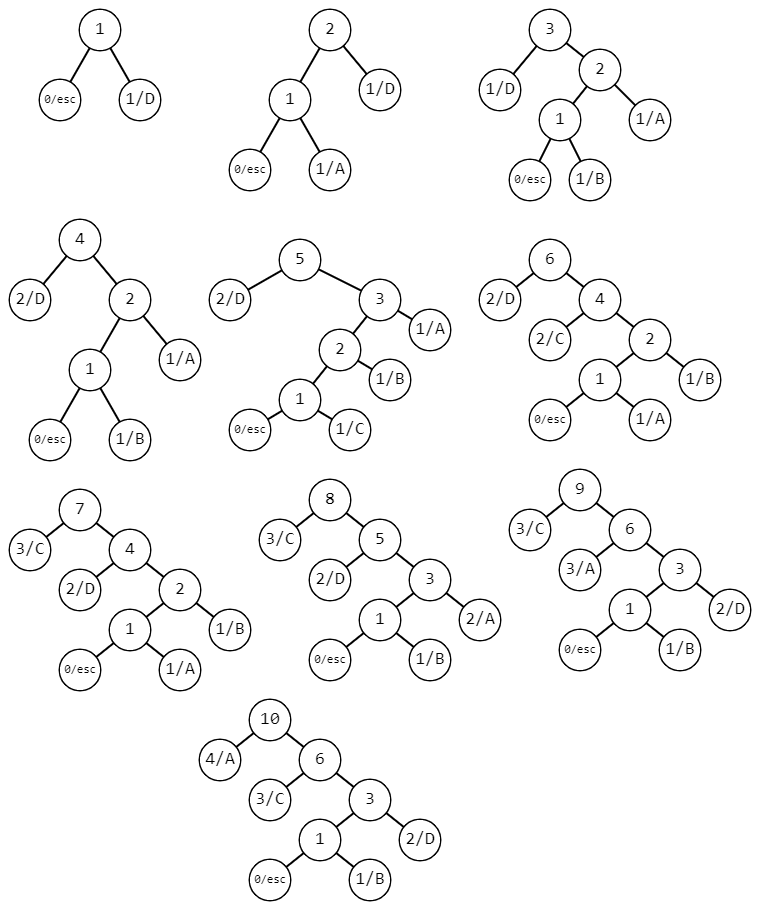 1
0/esc 1/D
2
1 1/D
0/esc 1/A
3
1/D 2
1 1/A
0/esc 1/B
4
2/D 2
1 1/A
0/esc 1/B
5
2/D 3
2 1/A
1 1/B
0/esc 1/C
6
2/D 4
2/C 2
1 1/B
0/esc 1/A
7
3/C 4
2/D 2
1 1/B
0/esc 1/A
8
3/C 5
2/D 3
1 2/A
0/esc 1/B
9
3/C 6
3/A 3
1 2/D
0/esc 1/B
10
4/A 6
3/C 3
1 2/D
0/esc 1/B